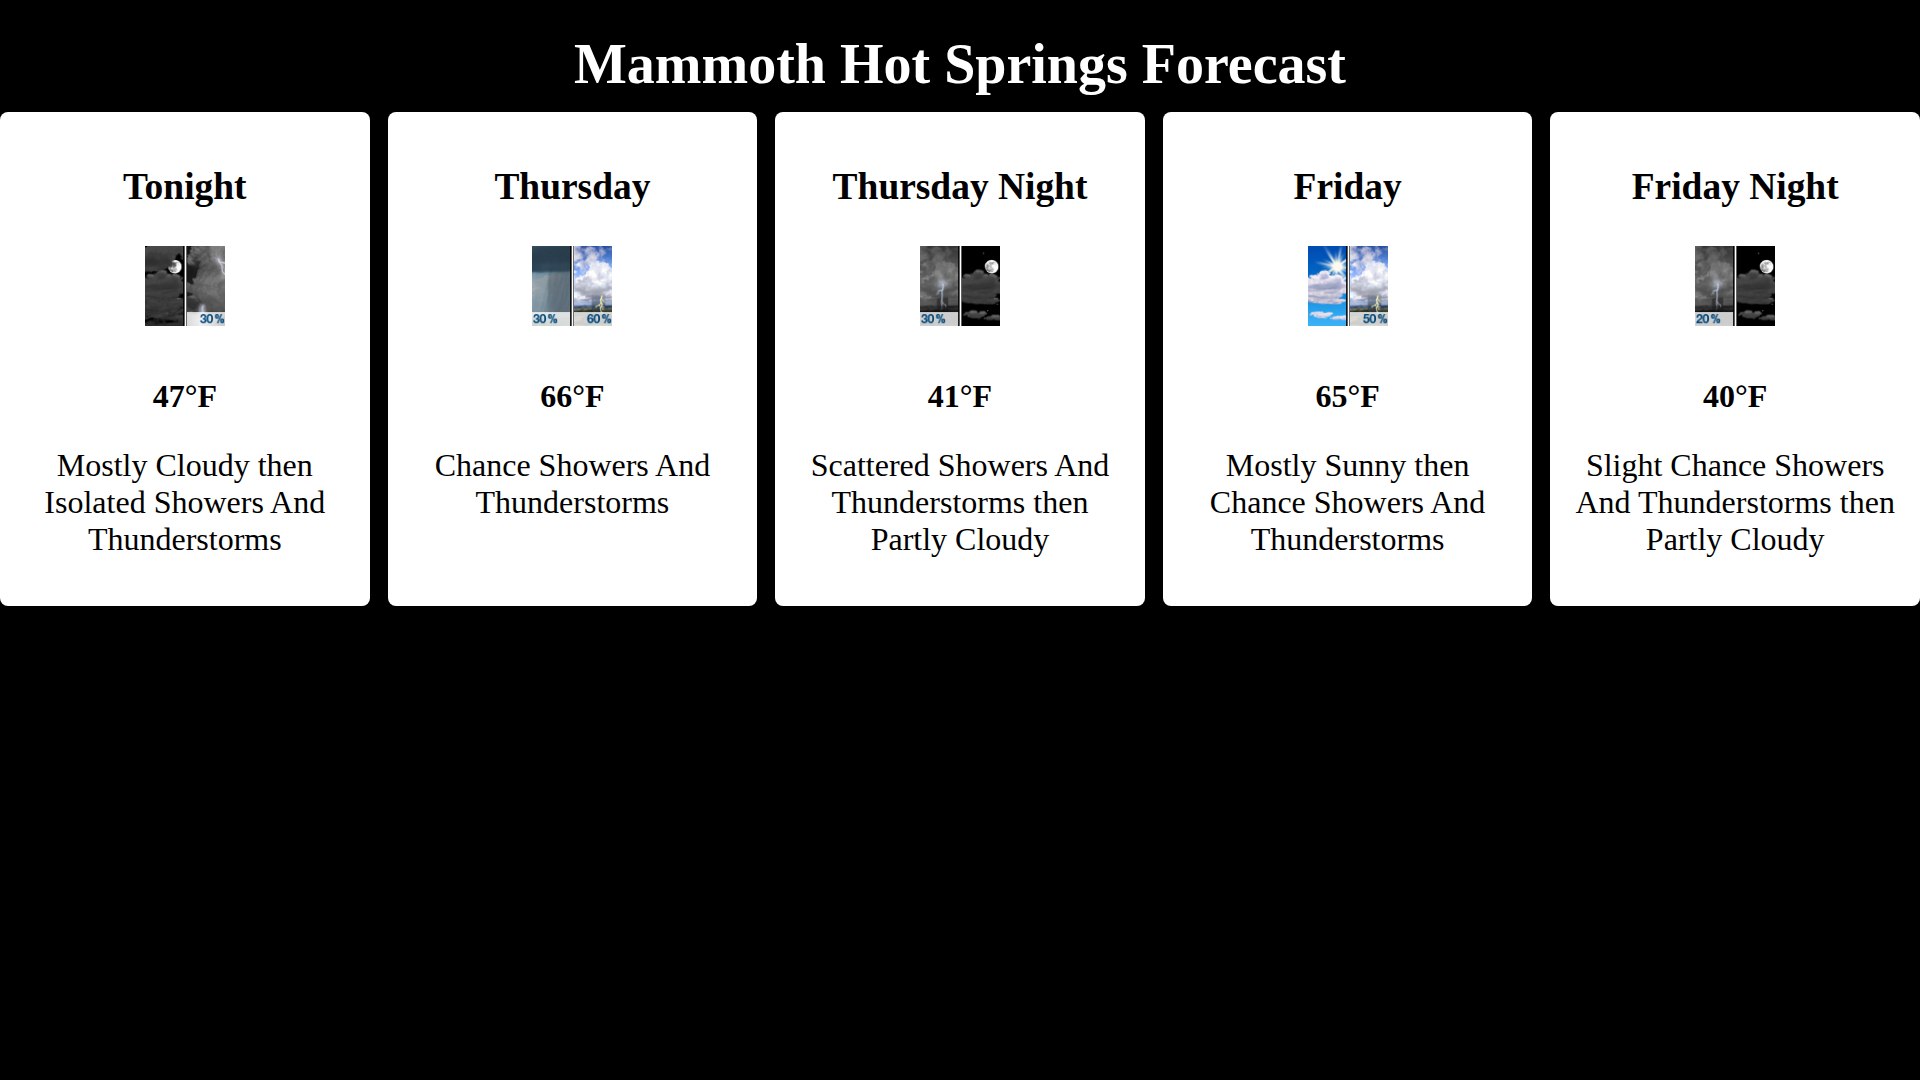 Mammoth Hot Springs Forecast
Tonight
30%
47°F
Mostly Cloudy then
Isolated Showers And
Thunderstorms
Thursday
30% 60%
66°F
Chance Showers And
Thunderstorms
Thursday Night
30%
41°F
Scattered Showers And
Thunderstorms then
Partly Cloudy
Friday
50%
65°F
Mostly Sunny then
Chance Showers And
Thunderstorms
Friday Night
20%
40°F
Slight Chance Showers
And Thunderstorms then
Partly Cloudy